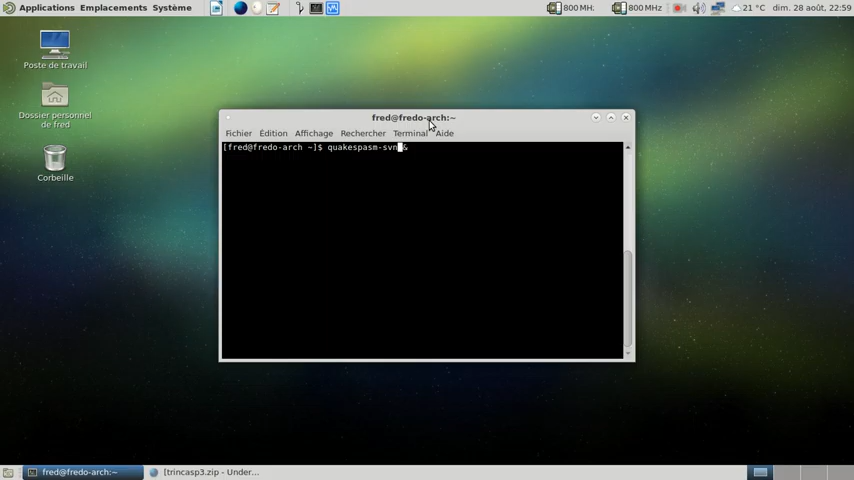 Applications Emplacements Système
800 MH.
800 MHz
21 °C
dim. 28 août, 22:59
Poste de travail
Dossier personnel
de fred
Corbeille
fred@fredo-arch:~
Fichier Édition Affichage Rechercher Terminal Aide
[fred@fredo-arch ~]$ quakespasm-svn &
fred@fredo-arch:~
[trincasp3.zip - Under...